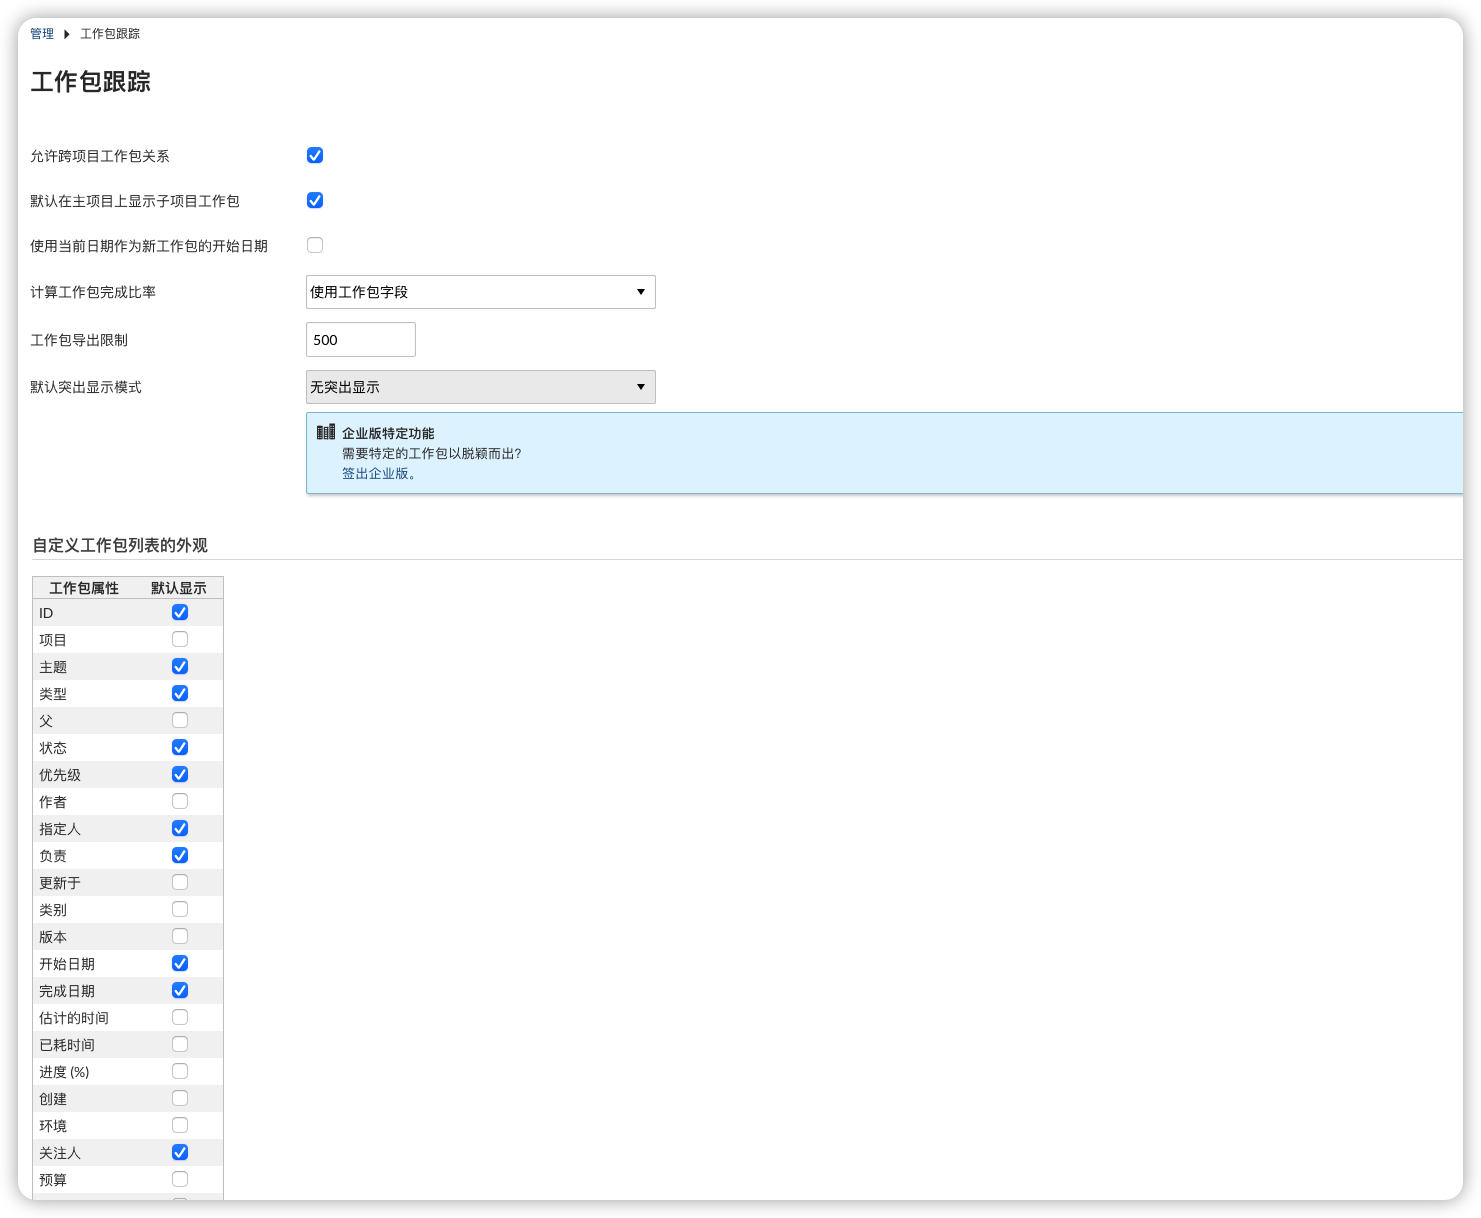 管理 工作包跟踪
工作包跟踪
允许跨项目工作包关系
默认在主项目上显示子项目工作包
使用当前日期作为新工作包的开始日期
计算工作包完成比率 使用工作包字段
工作包导出限制 500
默认突出显示模式 无突出显示
企业版特定功能
需要特定的工作包以脱颖而出?
签出企业版。
自定义工作包列表的外观
工作包属性 默认显示
ID
项目
主题
类型
父
状态
优先级
作者
指定人
负责
更新于
类别
版本
开始日期
完成日期
估计的时间
已耗时间
进度 (%)
创建
环境
关注人
预算